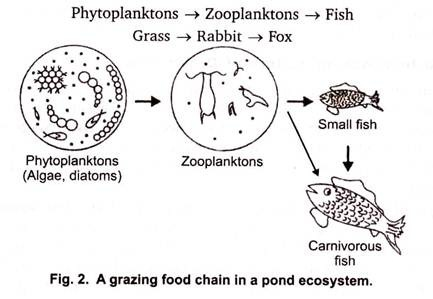 Phytoplanktons → Zooplanktons → Fish
Grass → Rabbit → Fox
Phytoplanktons
(Algae, diatoms)
Zooplanktons
Small fish
Carnivorous
fish
Fig. 2. A grazing food chain in a pond ecosystem.